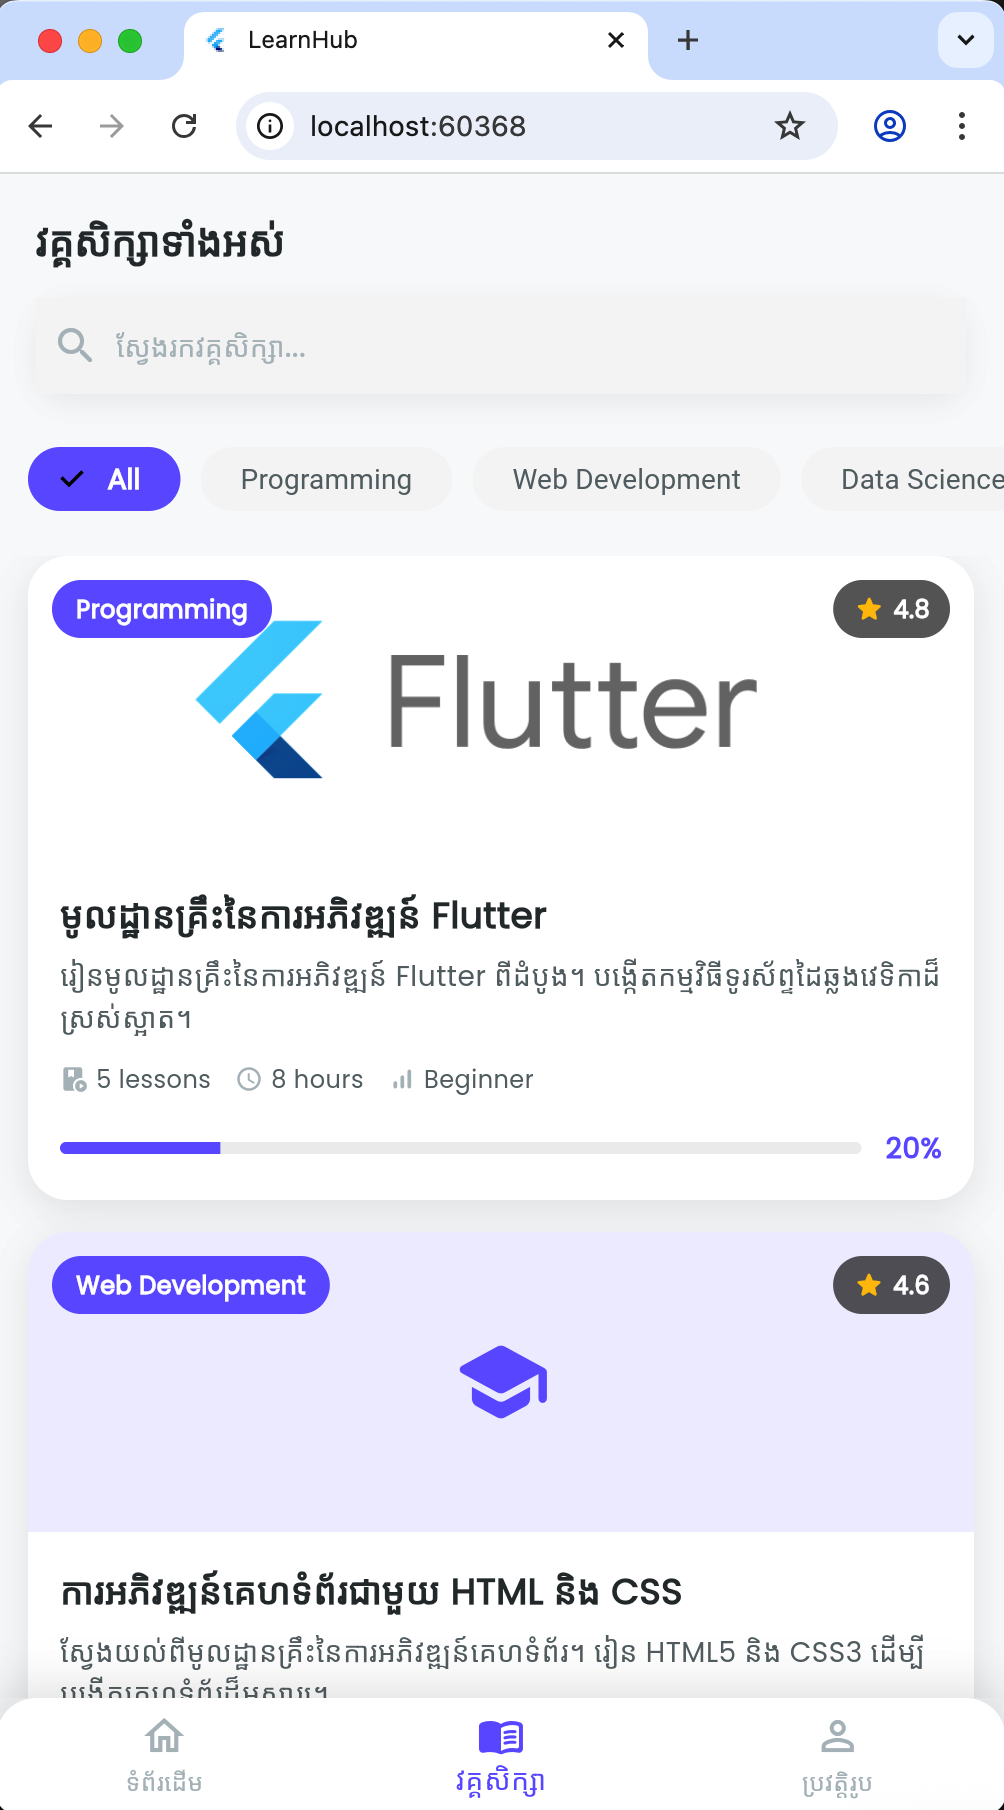 LearnHub
localhost:60368
វគ្គសិក្សាទាំងអស់
ស្វែងរកវគ្គសិក្សា...
All Programming Web Development Data Science
Programming 4.8
Flutter
មូលដ្ឋានគ្រឹះនៃការអភិវឌ្ឍន៍ Flutter
រៀនមូលដ្ឋានគ្រឹះនៃការអភិវឌ្ឍន៍ Flutter ពីដំបូង។ បង្កើតកម្មវិធីទូរស័ព្ទដៃឆ្លងវេទិកាដ៏
ស្រស់ស្អាត។
5 lessons 8 hours Beginner
20%
Web Development 4.6
ការអភិវឌ្ឍន៍គេហទំព័រជាមួយ HTML និង CSS
ស្វែងយល់ពីមូលដ្ឋានគ្រឹះនៃការអភិវឌ្ឍន៍គេហទំព័រ។ រៀន HTML5 និង CSS3 ដើម្បី
ទំព័រដើម វគ្គសិក្សា ប្រវត្តិរូប